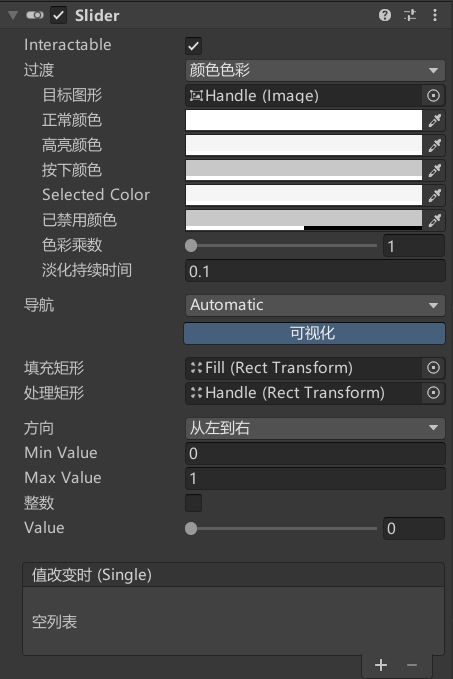 Slider
Interactable
过渡 颜色色彩
目标图形 Handle (Image)
正常颜色
高亮颜色
按下颜色
Selected Color
已禁用颜色
色彩乘数 1
淡化持续时间 0.1
导航 Automatic
可视化
填充矩形 Fill (Rect Transform)
处理矩形 Handle (Rect Transform)
方向 从左到右
Min Value 0
Max Value 1
整数
Value 0
值改变时 (Single)
空列表